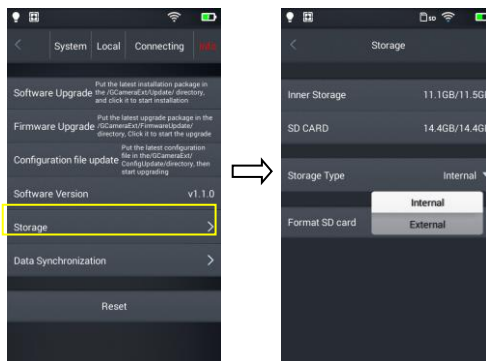 System Local Connecting
Software Upgrade
Put the latest installation package in
the /GCameraExt/Update/ directory,
and click it to start installation
Firmware Upgrade
Put the latest upgrade package in the
/GCameraExt/FirmwareUpdate/
directory, Click it to start the upgrade
Configuration file update
Put the latest configuration
file in the/GCameraExt/
ConfigUpdate/directory, then
start upgrading
Software Version v1.1.0
Storage
Data Synchronization
Reset
Storage
Inner Storage 11.1GB/11.5G
SD CARD 14.4GB/14.4G
Storage Type Internal
Internal
Format SD card
External